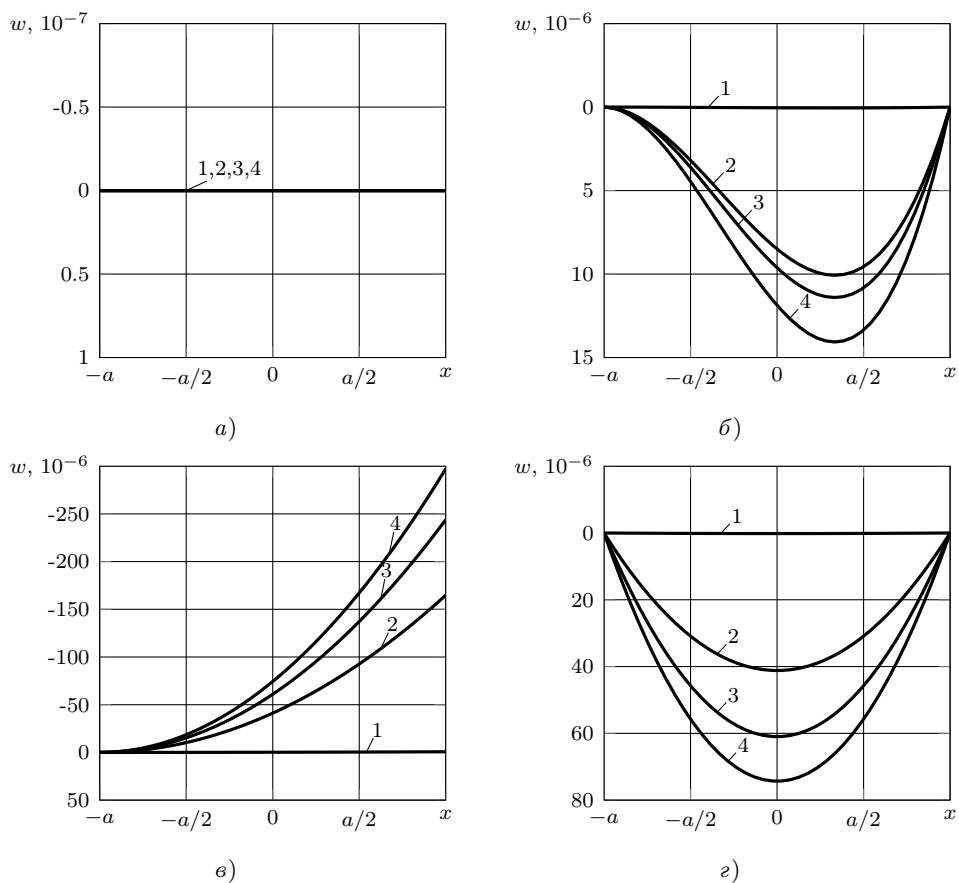 w, 10⁻⁷
-0.5
0
0.5
1
1,2,3,4
−a
−a/2
0
a/2
x
а)
w, 10⁻⁶
0
5
10
15
1
2
3
4
−a
−a/2
0
a/2
x
б)
w, 10⁻⁶
-250
-200
-150
-100
-50
0
50
4
3
2
1
−a
−a/2
0
a/2
x
в)
w, 10⁻⁶
0
20
40
60
80
1
2
3
4
−a
−a/2
0
a/2
x
г)